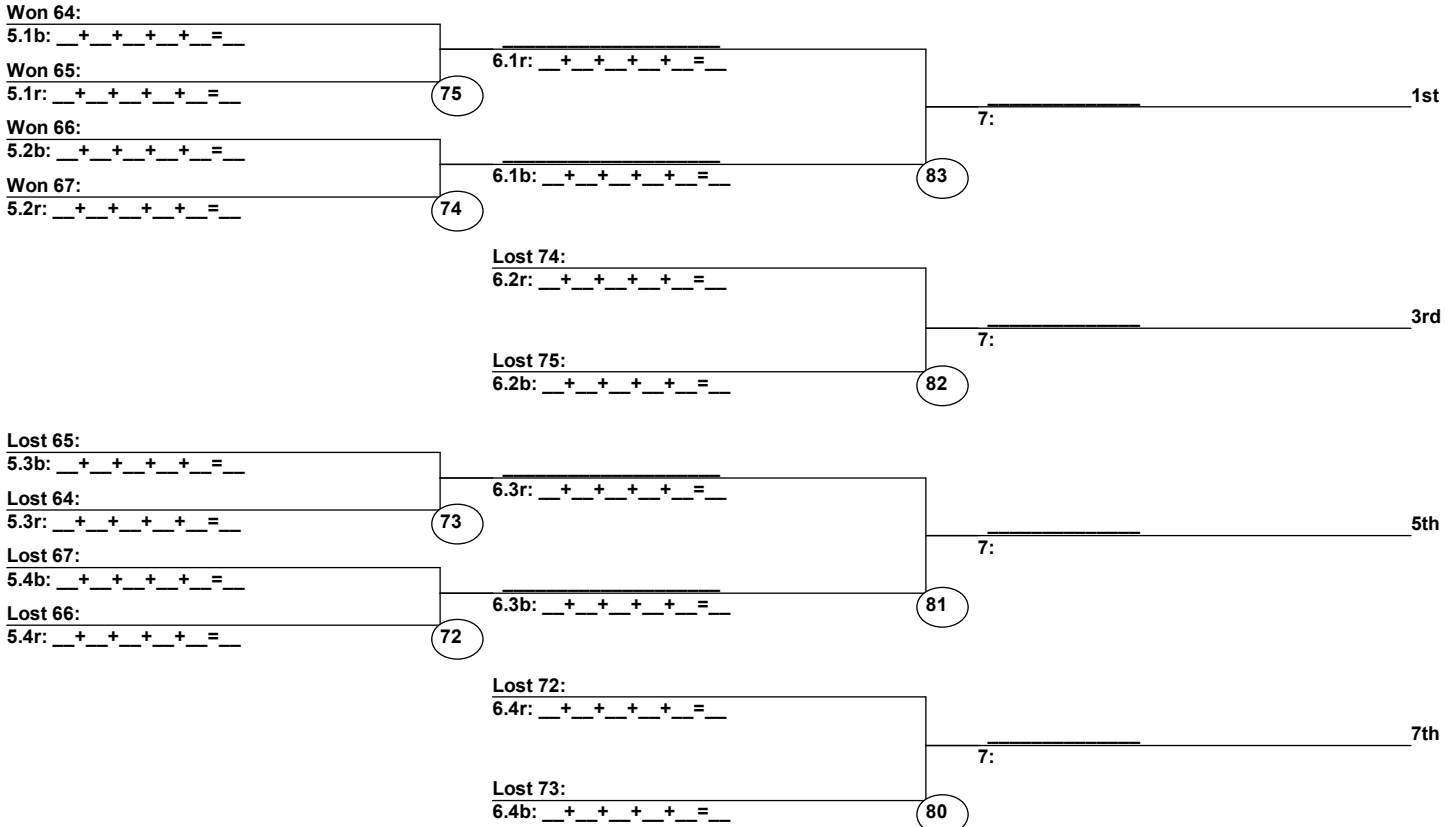 Won 64:
5.1b: __+__+__+__+__=__
____________________
6.1r: __+__+__+__+__=__
Won 65:
5.1r: __+__+__+__+__=__
75
______________ 1st
7:
Won 66:
5.2b: __+__+__+__+__=__
____________________
6.1b: __+__+__+__+__=__
83
Won 67:
5.2r: __+__+__+__+__=__
74
Lost 74:
6.2r: __+__+__+__+__=__
______________ 3rd
7:
Lost 75:
6.2b: __+__+__+__+__=__
82
Lost 65:
5.3b: __+__+__+__+__=__
____________________
6.3r: __+__+__+__+__=__
Lost 64:
5.3r: __+__+__+__+__=__
73
______________ 5th
7:
Lost 67:
5.4b: __+__+__+__+__=__
____________________
6.3b: __+__+__+__+__=__
81
Lost 66:
5.4r: __+__+__+__+__=__
72
Lost 72:
6.4r: __+__+__+__+__=__
______________ 7th
7:
Lost 73:
6.4b: __+__+__+__+__=__
80